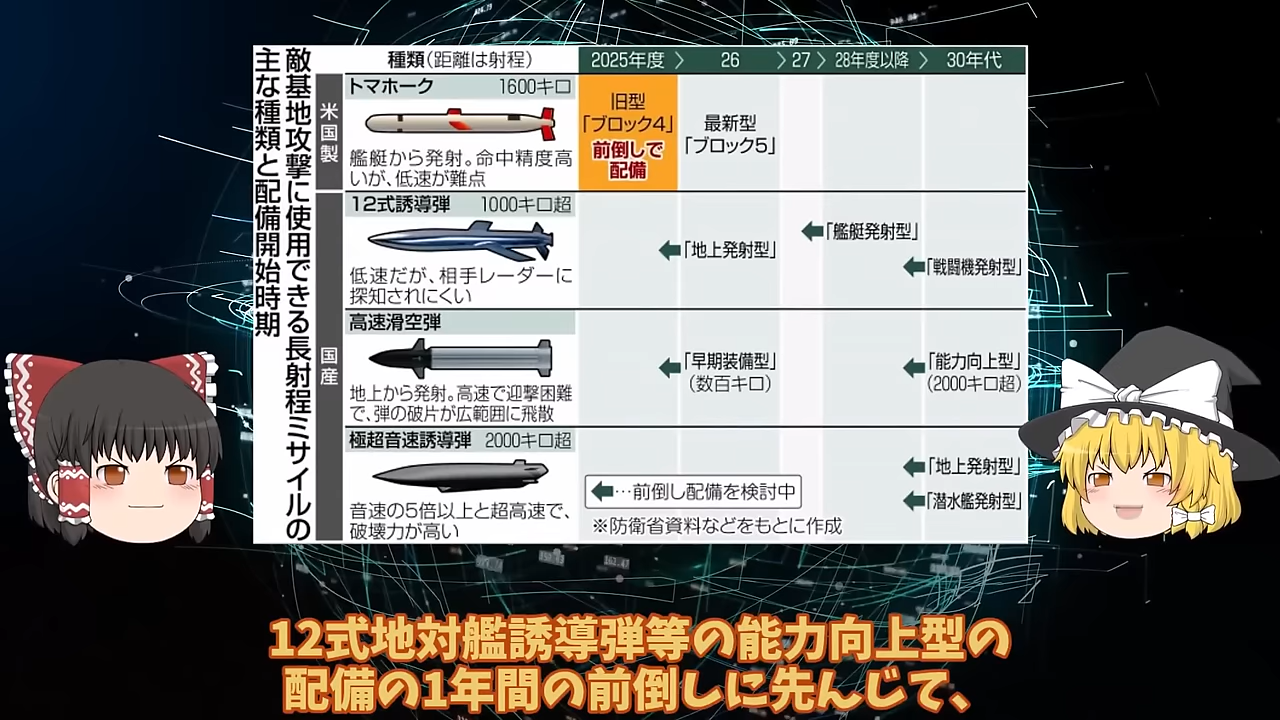 敵基地攻撃に使用できる長射程ミサイルの
主な種類と配備開始時期
種類(距離は射程)
2025年度 > 26 > 27 > 28年度以降 > 30年代
米国製
トマホーク 1600キロ
艦艇から発射。命中精度高
いが、低速が難点
旧型
「ブロック4」
前倒しで
配備
最新型
「ブロック5」
国産
12式誘導弾 1000キロ超
低速だが、相手レーダーに
探知されにくい
←「地上発射型」
←「艦艇発射型」
←「戦闘機発射型」
高速滑空弾
地上から発射。高速で迎撃困難
で、弾の破片が広範囲に飛散
←「早期装備型」
(数百キロ)
←「能力向上型」
(2000キロ超)
極超音速誘導弾 2000キロ超
音速の5倍以上と超高速で、
破壊力が高い
←「地上発射型」
←「潜水艦発射型」
←…前倒し配備を検討中
※防衛省資料などをもとに作成
12式地対艦誘導弾等の能力向上型の
配備の1年間の前倒しに先んじて、